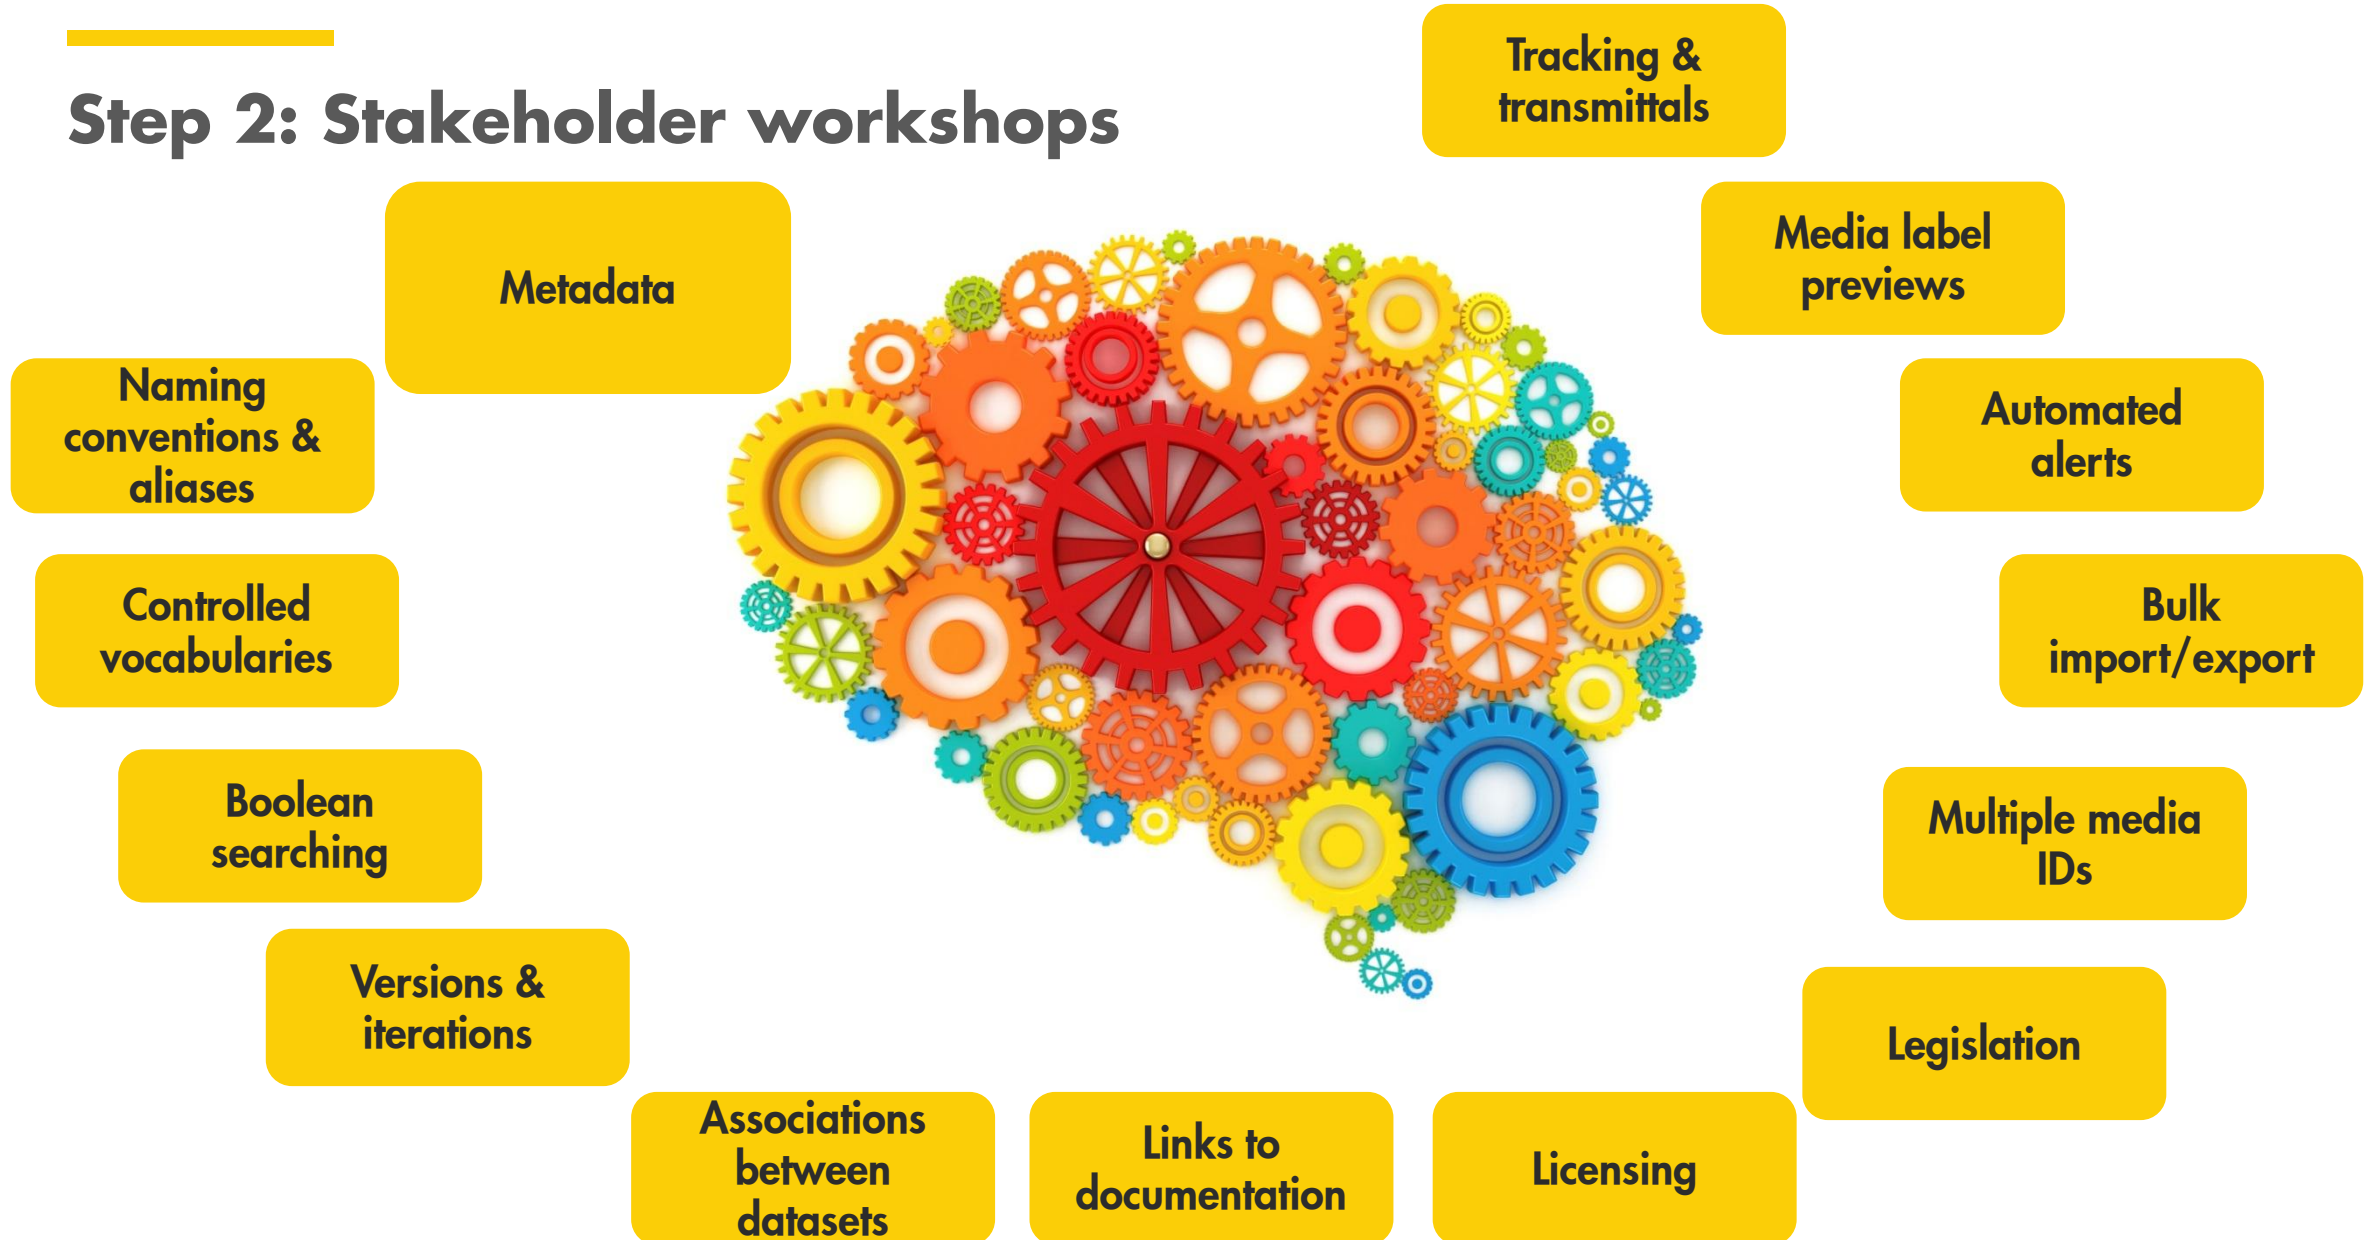 Step 2: Stakeholder workshops
Tracking &
transmittals
Metadata
Media label
previews
Naming
conventions &
aliases
Automated
alerts
Controlled
vocabularies
Bulk
import/export
Boolean
searching
Multiple media
IDs
Versions &
iterations
Legislation
Associations
between
datasets
Links to
documentation
Licensing